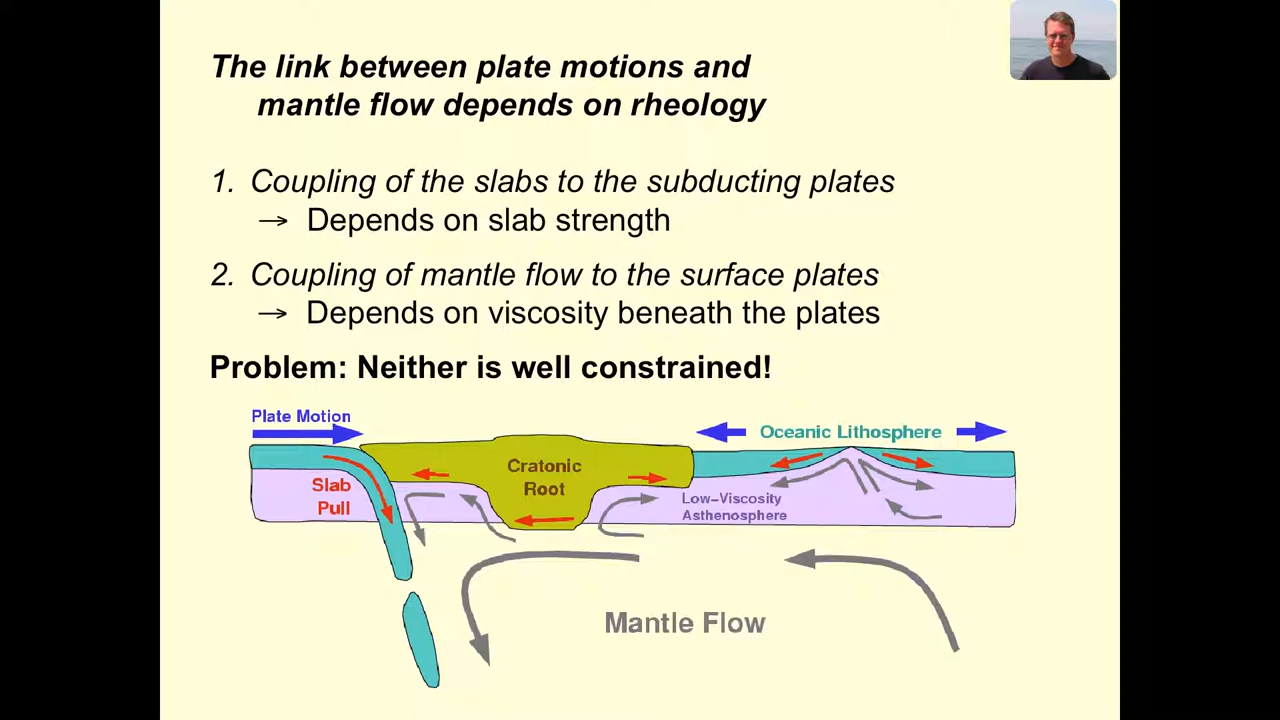 The link between plate motions and
mantle flow depends on rheology
1. Coupling of the slabs to the subducting plates
→ Depends on slab strength
2. Coupling of mantle flow to the surface plates
→ Depends on viscosity beneath the plates
Problem: Neither is well constrained!
Plate Motion
Oceanic Lithosphere
Cratonic
Root
Slab
Pull
Low-Viscosity
Asthenosphere
Mantle Flow